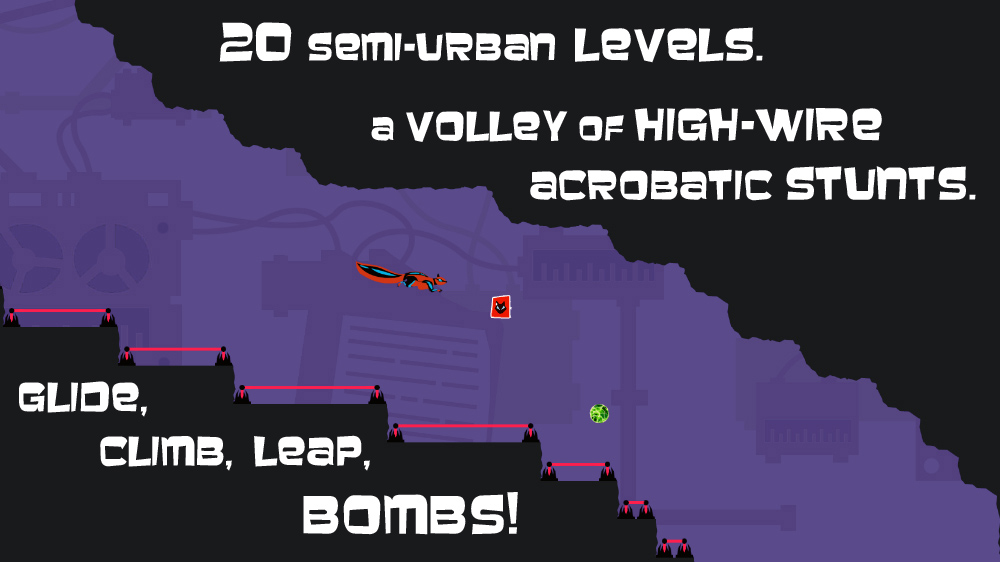 20 semi-urban levels.
a volley of high-wire
acrobatic stunts.
Glide,
climb, leap,
bombs!